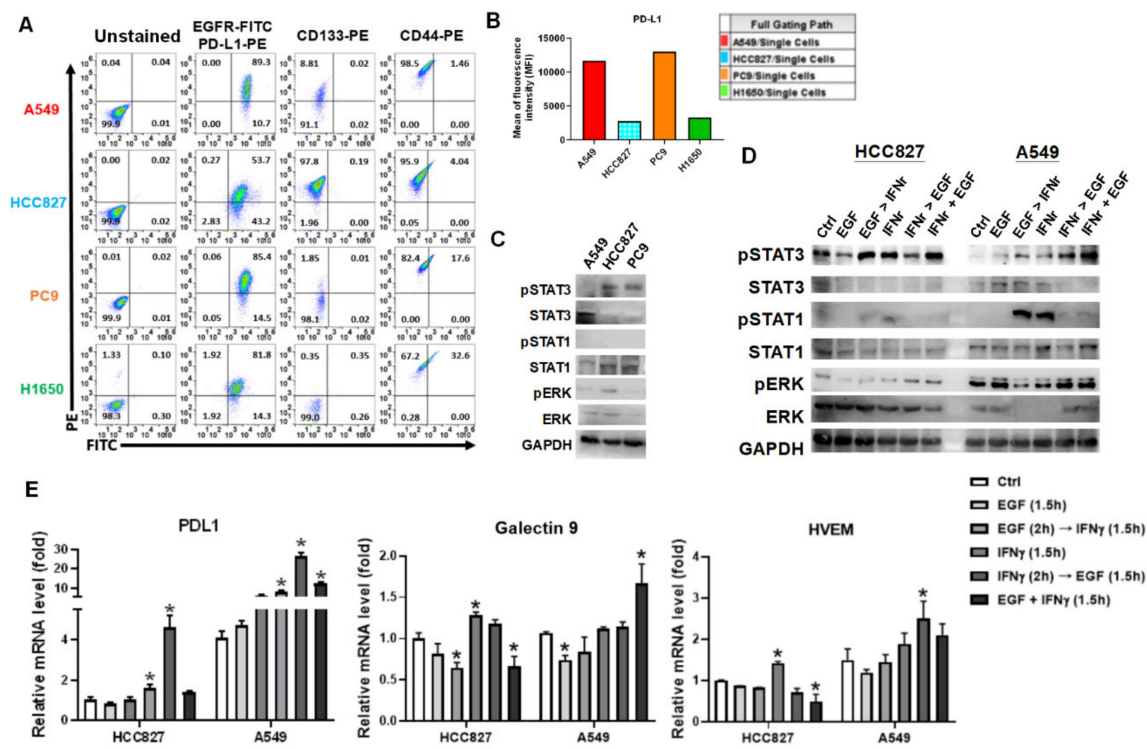 A
Unstained
EGFR-FITC
PD-L1-PE
CD133-PE
CD44-PE
A549
0.04 0.04 0.00 89.3 8.81 0.02 98.5 1.46
99.9 0.01 0.00 10.7 91.1 0.02 0.00 0.00
HCC827
0.00 0.02 0.27 53.7 97.8 0.19 95.9 4.04
99.9 0.02 2.83 43.2 1.96 0.00 0.05 0.00
PC9
0.01 0.02 0.06 85.4 1.85 0.01 82.4 17.6
99.9 0.01 0.05 14.5 98.1 0.02 0.00 0.00
H1650
1.33 0.10 1.92 81.8 0.35 0.35 67.2 32.6
98.3 0.30 1.92 14.3 99.0 0.26 0.28 0.00
PE
FITC
B
PD-L1
Mean of fluorescence
intensity (MFI)
15000
10000
5000
0
A549 HCC827 PC9 H1650
Full Gating Path
A549/Single Cells
HCC827/Single Cells
PC9/Single Cells
H1650/Single Cells
C
A549 HCC827 PC9
pSTAT3
STAT3
pSTAT1
STAT1
pERK
ERK
GAPDH
D
HCC827 A549
Ctrl EGF EGF > IFNr IFNr IFNr > EGF IFNr + EGF Ctrl EGF EGF > IFNr IFNr IFNr > EGF IFNr + EGF
pSTAT3
STAT3
pSTAT1
STAT1
pERK
ERK
GAPDH
E
PDL1
Relative mRNA level (fold)
30
20
10
4
2
0
* * * * *
HCC827 A549
Galectin 9
Relative mRNA level (fold)
2.0
1.5
1.0
0.5
0.0
* * * * *
HCC827 A549
HVEM
Relative mRNA level (fold)
4
3
2
1
0
* * *
HCC827 A549
Ctrl
EGF (1.5h)
EGF (2h) → IFNγ (1.5h)
IFNγ (1.5h)
IFNγ (2h) → EGF (1.5h)
EGF + IFNγ (1.5h)